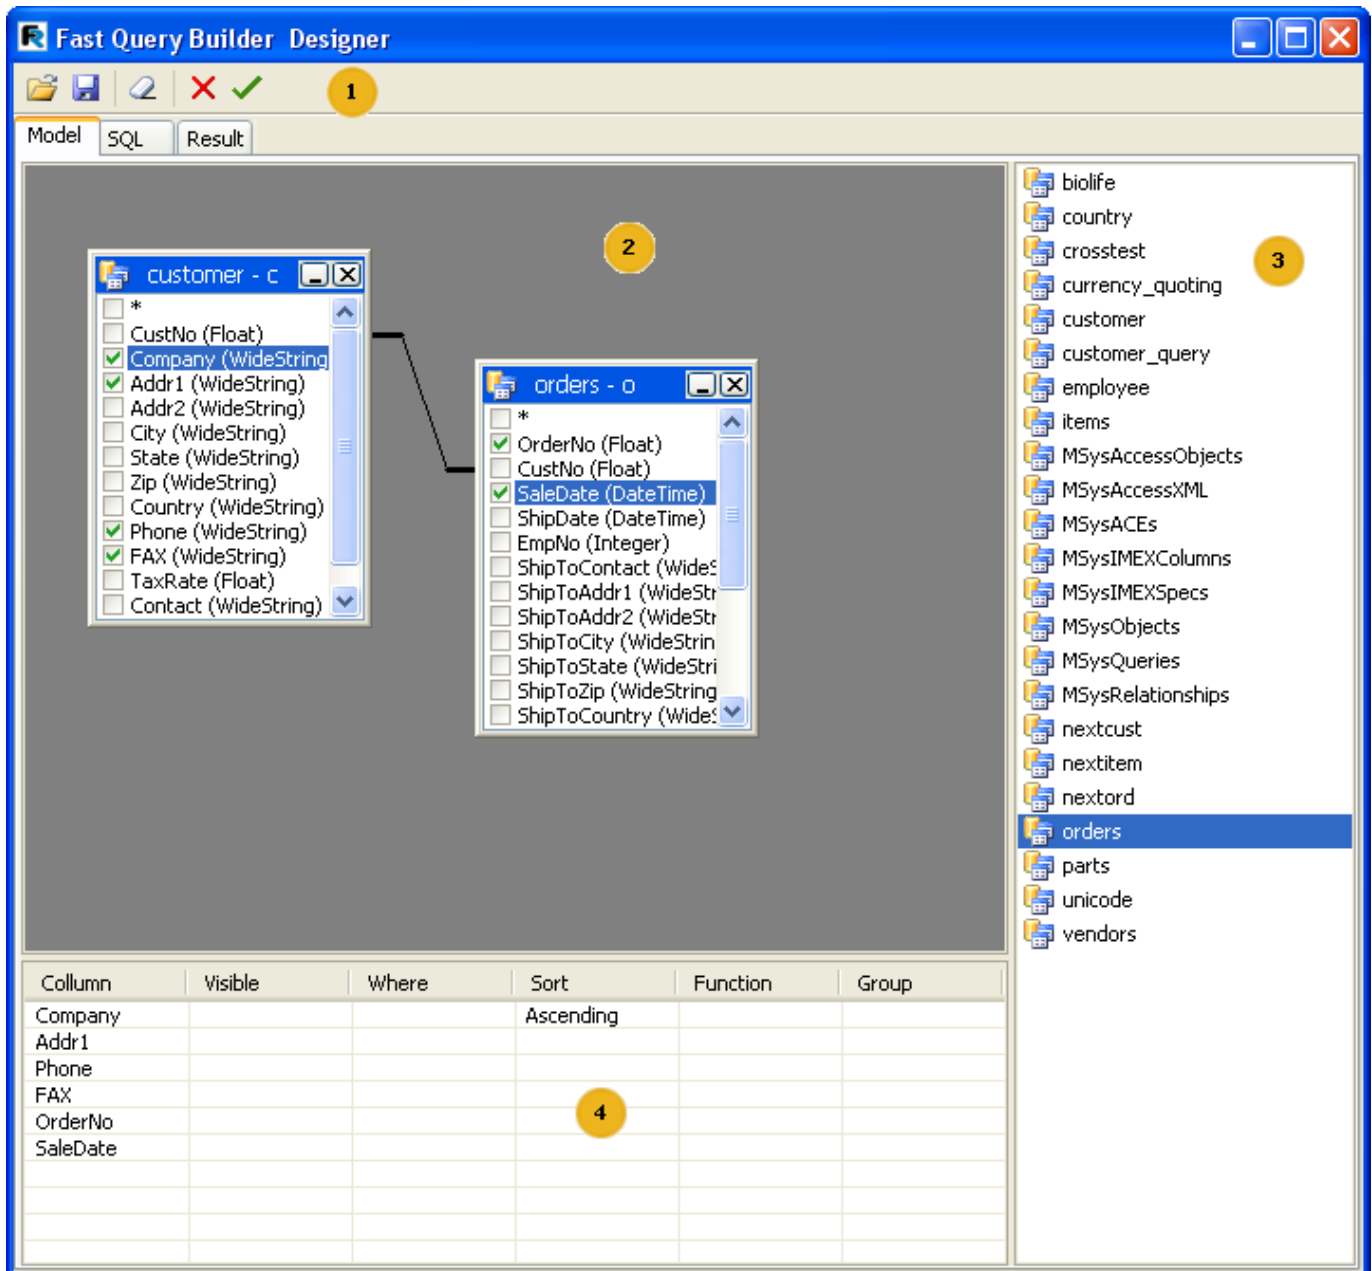 Fast Query Builder Designer
1
Model SQL Result
2
customer - c
*
CustNo (Float)
Company (WideString
Addr1 (WideString)
Addr2 (WideString)
City (WideString)
State (WideString)
Zip (WideString)
Country (WideString)
Phone (WideString)
FAX (WideString)
TaxRate (Float)
Contact (WideString)
orders - o
*
OrderNo (Float)
CustNo (Float)
SaleDate (DateTime)
ShipDate (DateTime)
EmpNo (Integer)
ShipToContact (WideS
ShipToAddr1 (WideStr
ShipToAddr2 (WideStr
ShipToCity (WideStrin
ShipToState (WideStri
ShipToZip (WideString
ShipToCountry (WideS
3
biolife
country
crosstest
currency_quoting
customer
customer_query
employee
items
MSysAccessObjects
MSysAccessXML
MSysACEs
MSysIMEXColumns
MSysIMEXSpecs
MSysObjects
MSysQueries
MSysRelationships
nextcust
nextitem
nextord
orders
parts
unicode
vendors
Collumn Visible Where Sort Function Group
Company Ascending
Addr1
Phone
FAX
4
OrderNo
SaleDate